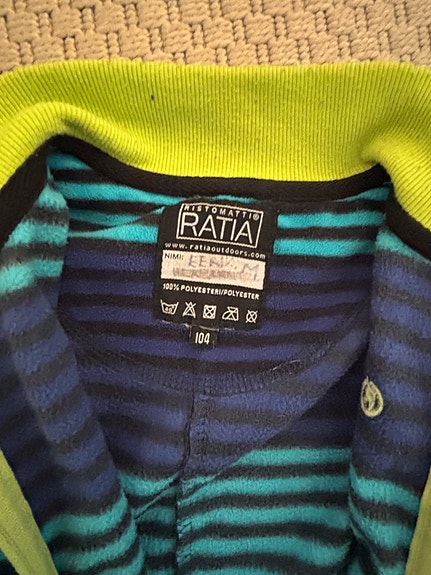 RISTOMATTI®
RATIA
www.ratiaoutdoors.com
NIMI:
100% POLYESTERI/POLYESTER
104